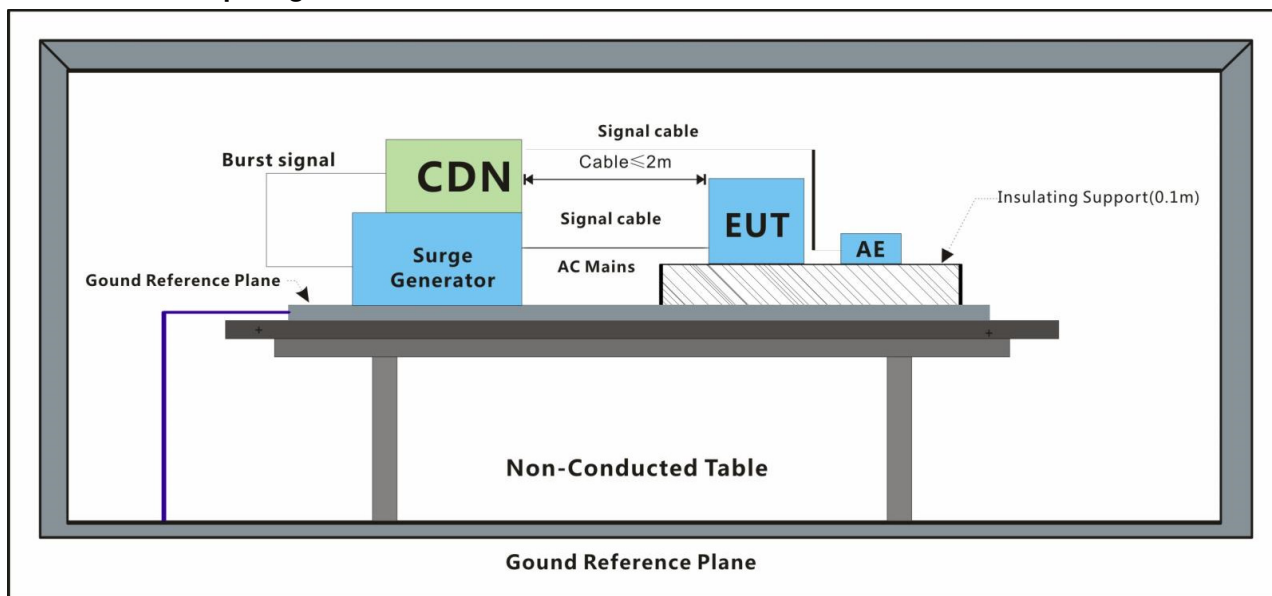 Signal cable
Burst signal
Cable≤2m
CDN
Insulating Support(0.1m)
Signal cable
EUT
Surge
Generator
AE
AC Mains
Gound Reference Plane
Non-Conducted Table
Gound Reference Plane